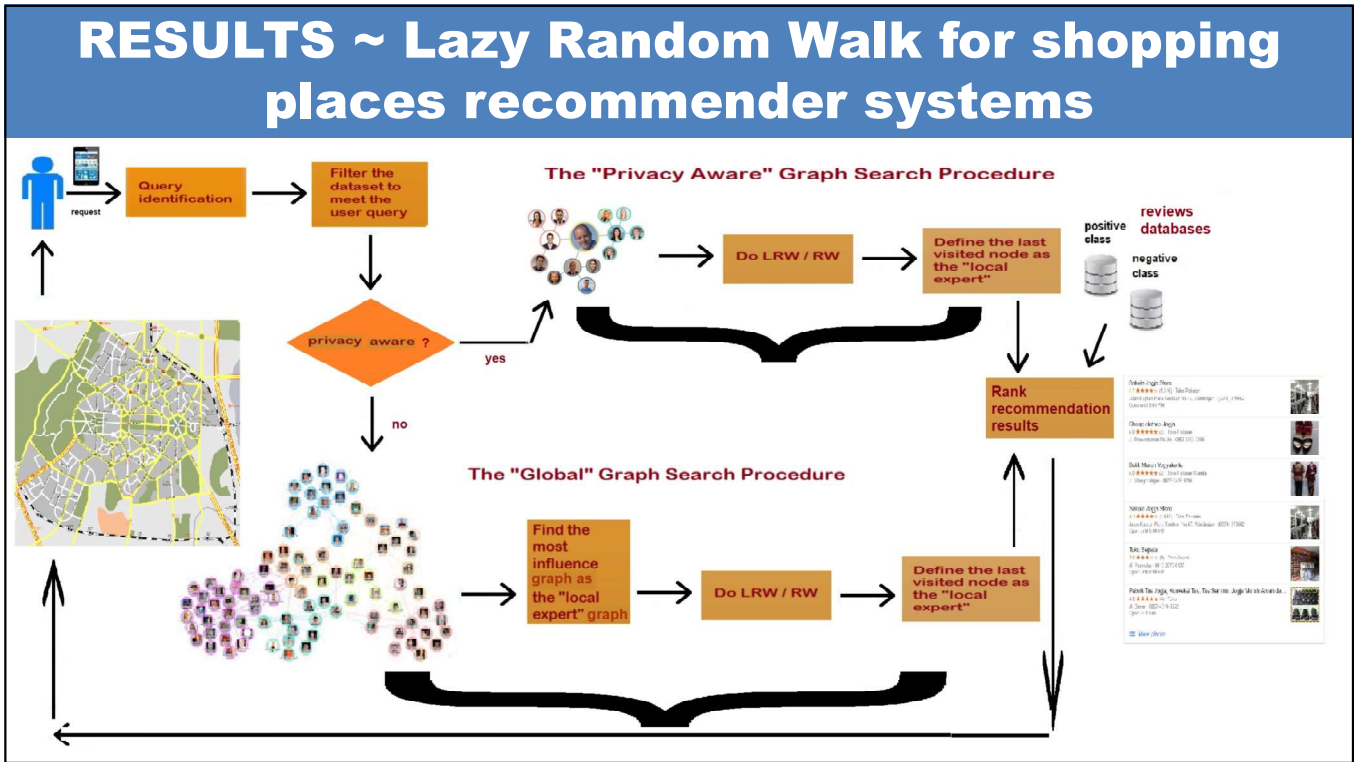 RESULTS ~ Lazy Random Walk for shopping
places recommender systems
request
Query
identification
Filter the
dataset to
meet the
user query
The "Privacy Aware" Graph Search Procedure
Do LRW / RW
Define the last
visited node as
the "local
expert"
positive
class
reviews
databases
negative
class
privacy aware ?
yes
no
Rank
recommendation
results
The "Global" Graph Search Procedure
Find the
most
influence
graph as
the "local
expert" graph
Do LRW / RW
Define the last
visited node as
the "local
expert"
More places